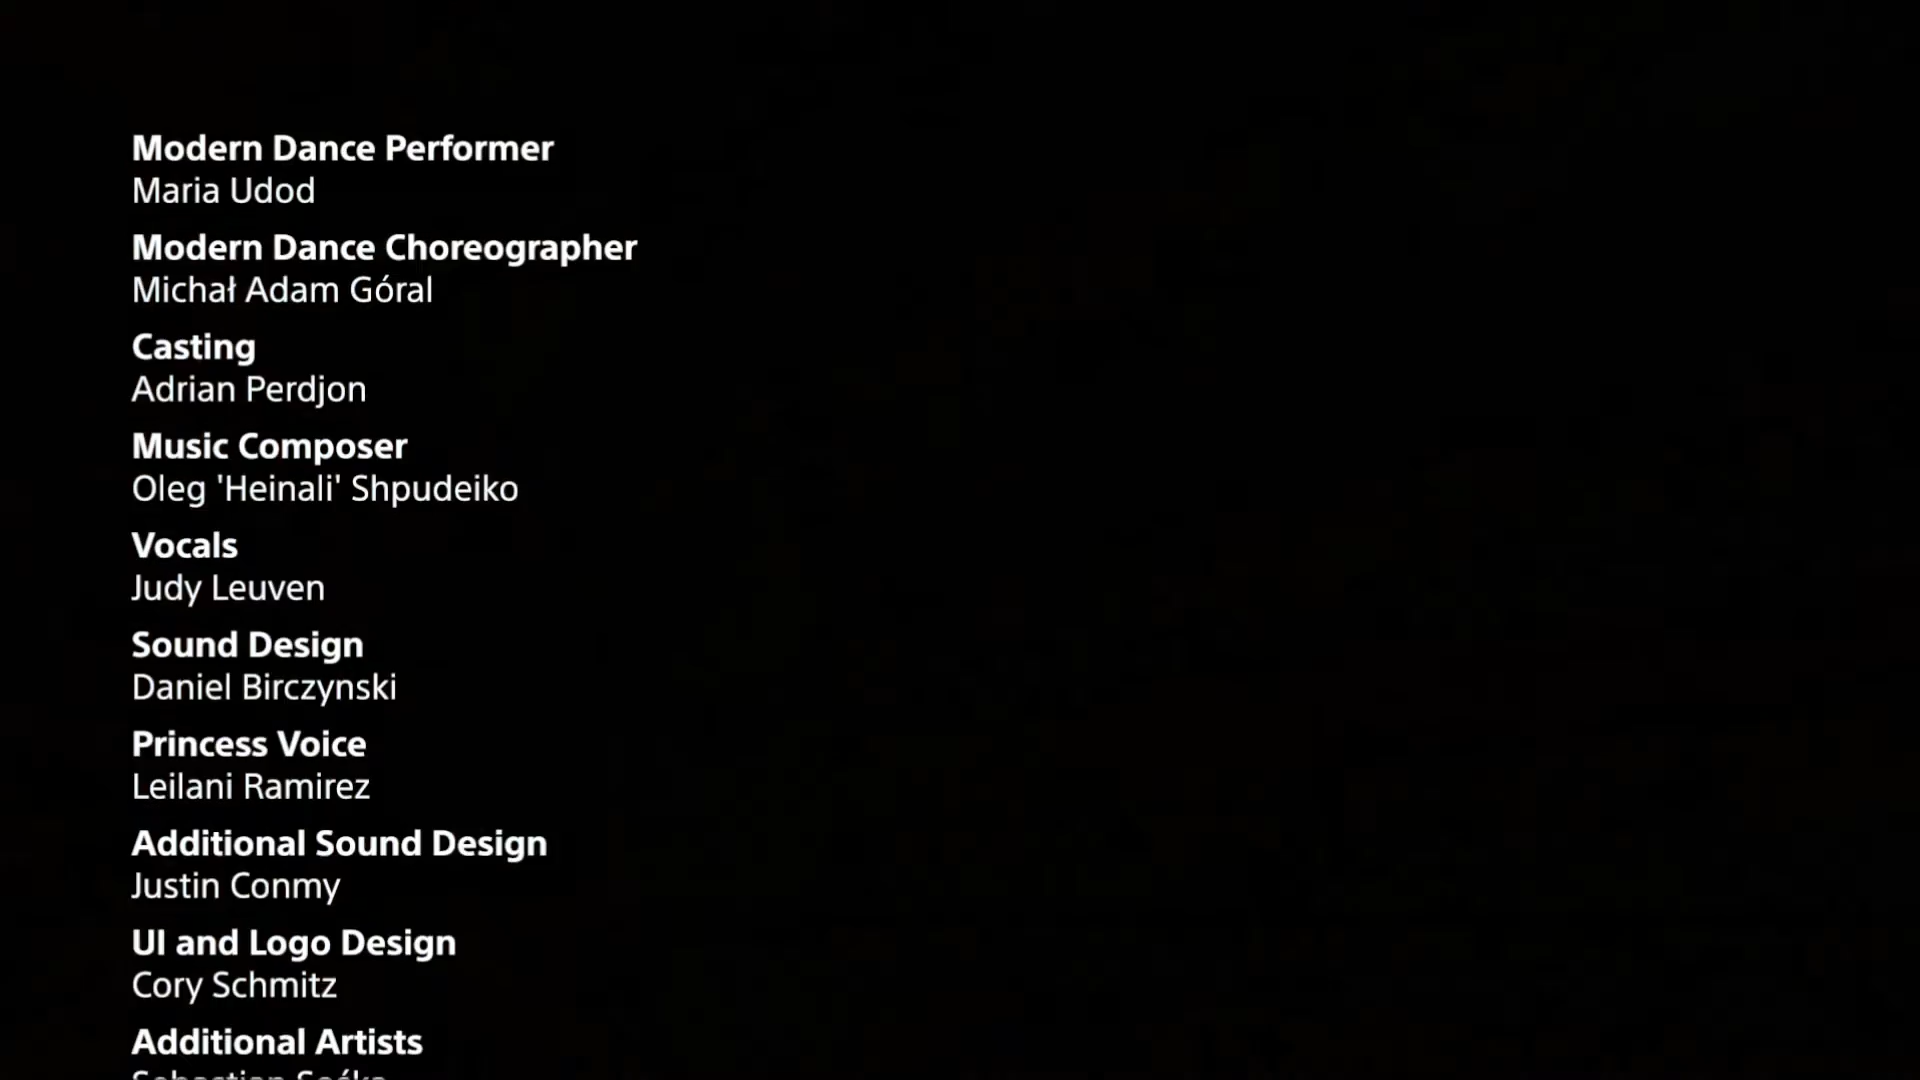 Modern Dance Performer
Maria Udod
Modern Dance Choreographer
Michał Adam Góral
Casting
Adrian Perdjon
Music Composer
Oleg 'Heinali' Shpudeiko
Vocals
Judy Leuven
Sound Design
Daniel Birczynski
Princess Voice
Leilani Ramirez
Additional Sound Design
Justin Conmy
UI and Logo Design
Cory Schmitz
Additional Artists
Sebastian